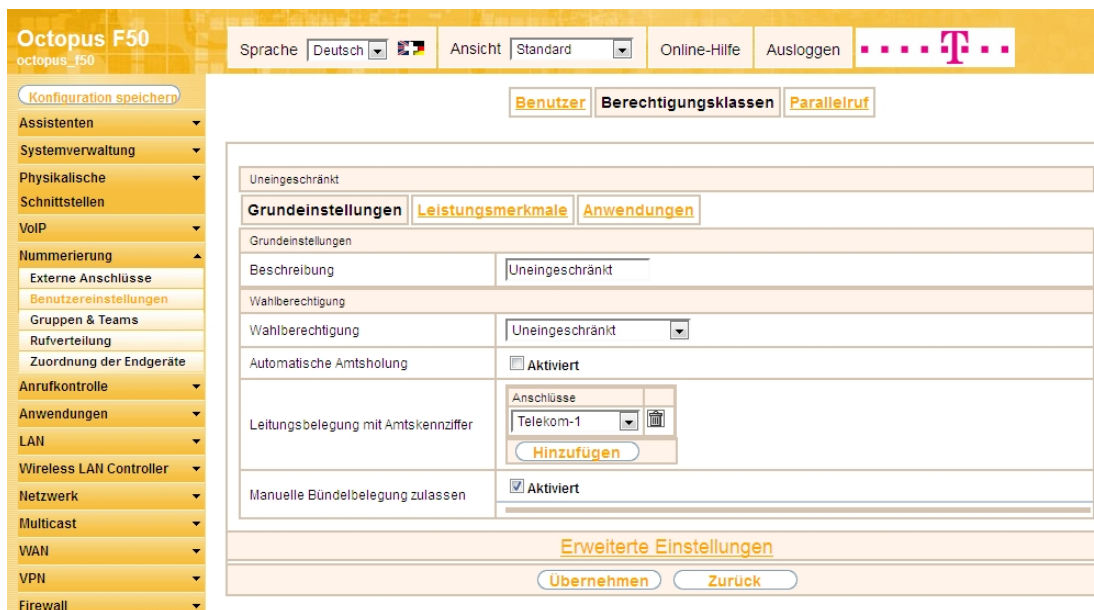 Octopus F50
octopus_f50
Sprache Deutsch Ansicht Standard Online-Hilfe Ausloggen T
Konfiguration speichern
Assistenten
Systemverwaltung
Physikalische
Schnittstellen
VoIP
Nummerierung
Externe Anschlüsse
Benutzereinstellungen
Gruppen & Teams
Rufverteilung
Zuordnung der Endgeräte
Anrufkontrolle
Anwendungen
LAN
Wireless LAN Controller
Netzwerk
Multicast
WAN
VPN
Firewall
Benutzer Berechtigungsklassen Parallelruf
Uneingeschränkt
Grundeinstellungen Leistungsmerkmale Anwendungen
Grundeinstellungen
Beschreibung Uneingeschränkt
Wahlberechtigung
Wahlberechtigung Uneingeschränkt
Automatische Amtsholung Aktiviert
Leitungsbelegung mit Amtskennziffer
Anschlüsse
Telekom-1
Hinzufügen
Manuelle Bündelbelegung zulassen Aktiviert
Erweiterte Einstellungen
Übernehmen Zurück